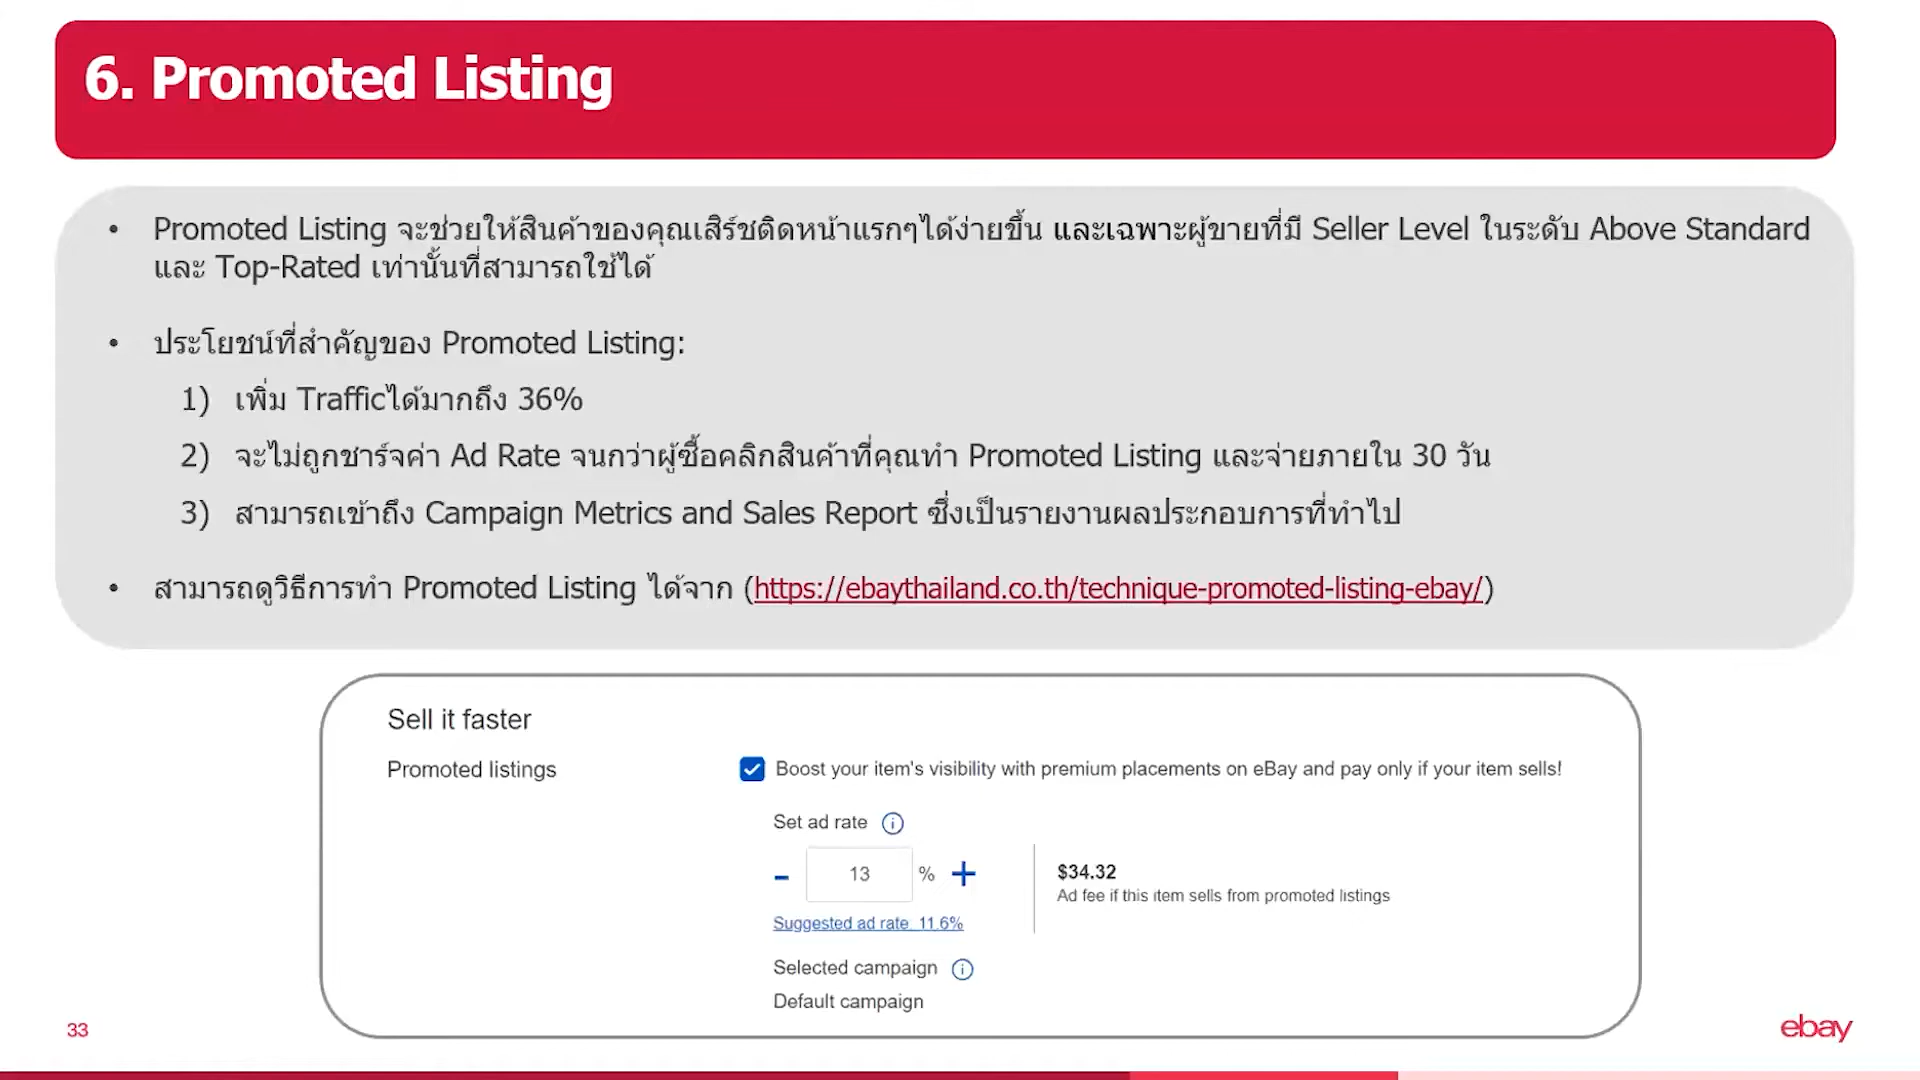 6. Promoted Listing
• Promoted Listing จะช่วยให้สินค้าของคุณเสิร์ชติดหน้าแรกๆได้ง่ายขึ้น และเฉพาะผู้ขายที่มี Seller Level ในระดับ Above Standard
และ Top-Rated เท่านั้นที่สามารถใช้ได้
• ประโยชน์ที่สำคัญของ Promoted Listing:
1) เพิ่ม Trafficได้มากถึง 36%
2) จะไม่ถูกชาร์จค่า Ad Rate จนกว่าผู้ซื้อคลิกสินค้าที่คุณทำ Promoted Listing และจ่ายภายใน 30 วัน
3) สามารถเข้าถึง Campaign Metrics and Sales Report ซึ่งเป็นรายงานผลประกอบการที่ทำไป
• สามารถดูวิธีการทำ Promoted Listing ได้จาก (https://ebaythailand.co.th/technique-promoted-listing-ebay/)
Sell it faster
Promoted listings
Boost your item's visibility with premium placements on eBay and pay only if your item sells!
Set ad rate
- 13 % +
$34.32
Ad fee if this item sells from promoted listings
Suggested ad rate. 11.6%
Selected campaign
Default campaign
33
ebay